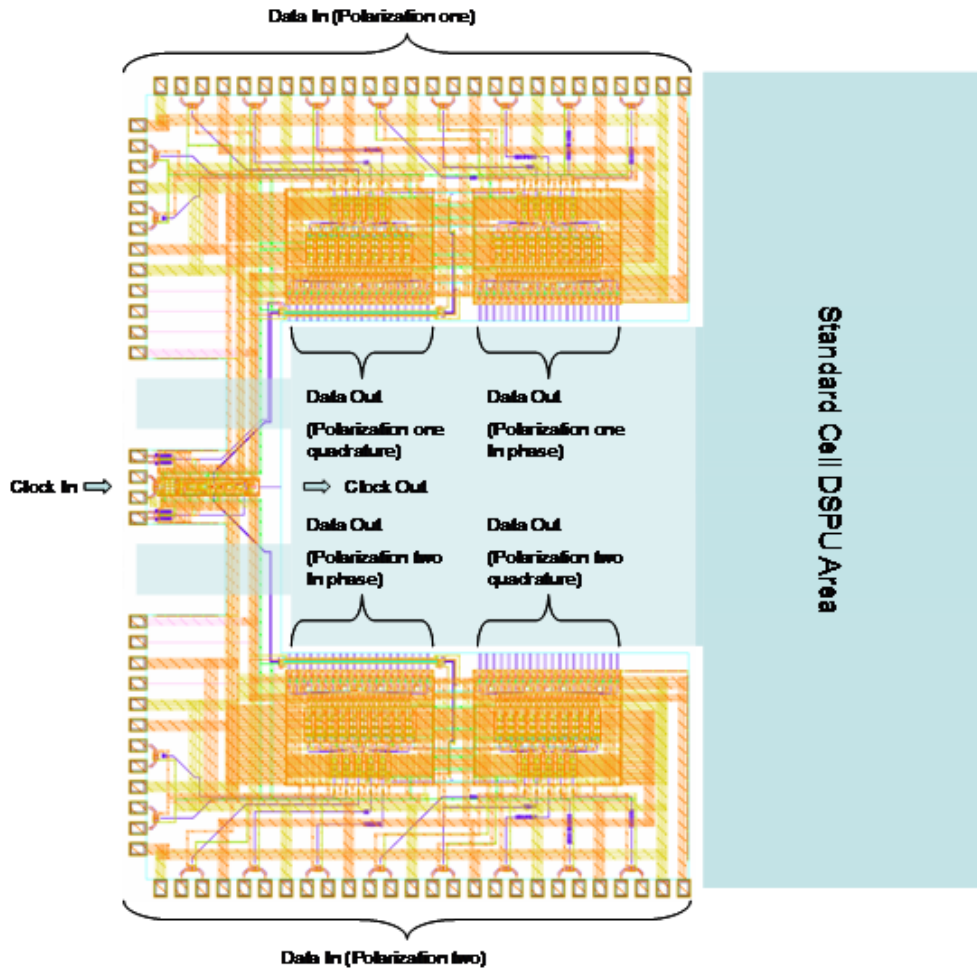 Data In (Polarization one)
Data Out
(Polarization one
quadrature)
Data Out
(Polarization one
In phase)
Clock In
Clock Out
Data Out
(Polarization two
In phase)
Data Out
(Polarization two
quadrature)
Standard Cell DSPU Area
Data In (Polarization two)